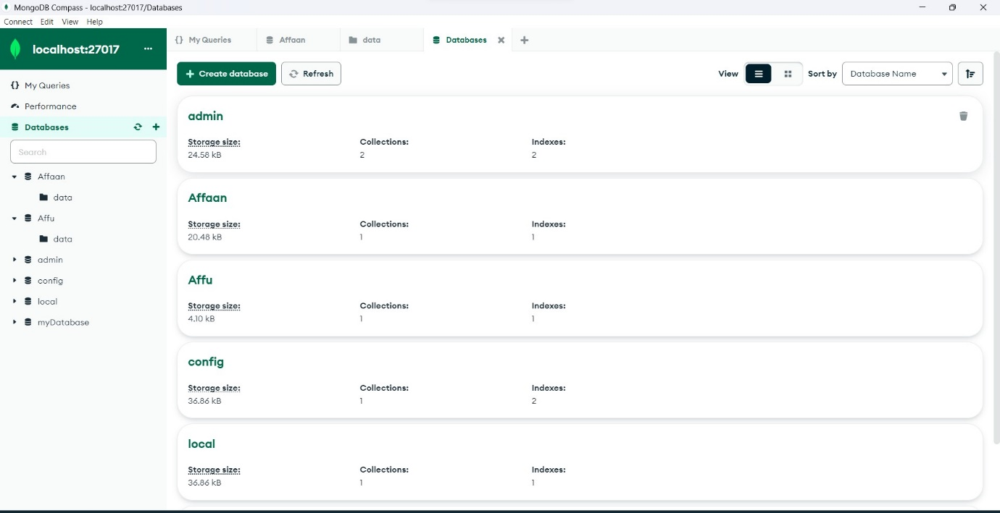 MongoDB Compass - localhost:27017/Databases
Connect Edit View Help
localhost:27017 ...
{} My Queries
Performance
Databases
Search
Affaan
data
Affu
data
admin
config
local
myDatabase
{} My Queries Affaan data Databases
Create database Refresh View Sort by Database Name
admin
Storage size: Collections: Indexes:
24.58 kB 2 2
Affaan
Storage size: Collections: Indexes:
20.48 kB 1 1
Affu
Storage size: Collections: Indexes:
4.10 kB 1 1
config
Storage size: Collections: Indexes:
36.86 kB 1 2
local
Storage size: Collections: Indexes:
36.86 kB 1 1